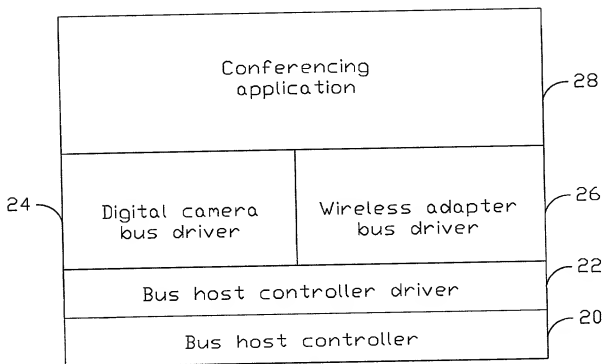 Conferencing
application
28
24
Digital camera
bus driver
Wireless adapter
bus driver
26
22
Bus host controller driver
20
Bus host controller